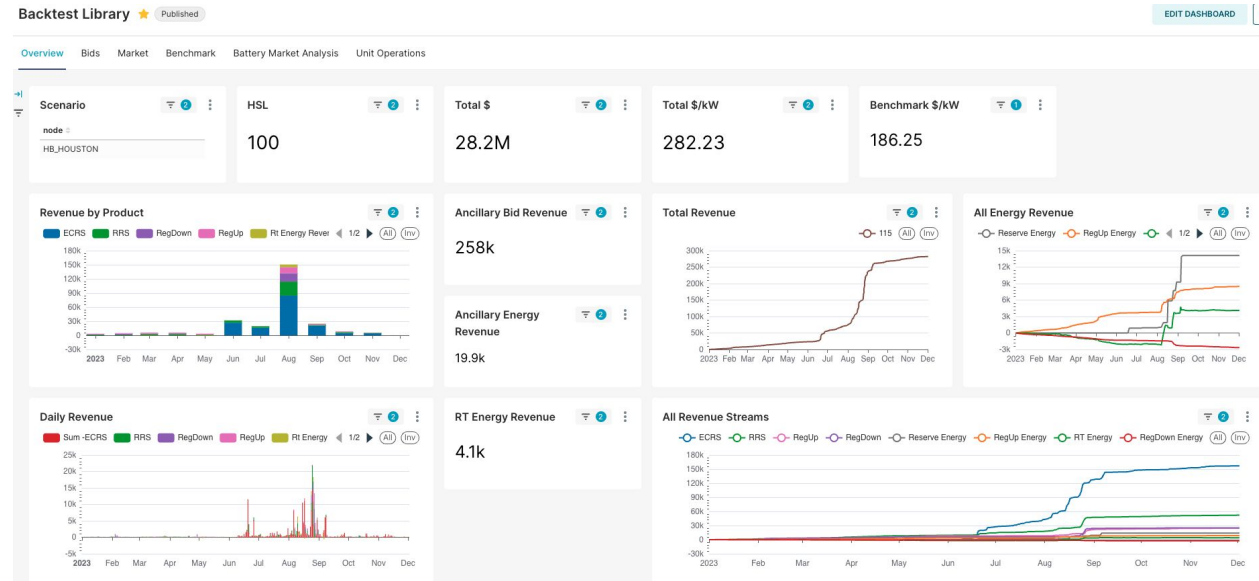 Backtest Library Published EDIT DASHBOARD
Overview Bids Market Benchmark Battery Market Analysis Unit Operations
Scenario 2
node
HB_HOUSTON
HSL 2
100
Total $ 2
28.2M
Total $/kW 2
282.23
Benchmark $/kW 1
186.25
Revenue by Product 2
ECRS RRS RegDown RegUp Rt Energy Rever 1/2 All Inv
180k
150k
120k
90k
60k
30k
0
-30k
2023 Feb Mar Apr May Jun Jul Aug Sep Oct Nov Dec
Ancillary Bid Revenue 2
258k
Ancillary Energy
Revenue 2
19.9k
Total Revenue 2
115 All Inv
300k
250k
200k
150k
100k
50k
0
2023 Feb Mar Apr May Jun Jul Aug Sep Oct Nov Dec
All Energy Revenue 2
Reserve Energy RegUp Energy 1/2 All Inv
15k
12k
9k
6k
3k
0
-3k
2023 Feb Mar Apr May Jun Jul Aug Sep Oct Nov Dec
Daily Revenue 2
Sum -ECRS RRS RegDown RegUp Rt Energy 1/2 All Inv
25k
20k
15k
10k
5k
0
-5k
2023 Feb Mar Apr May Jun Jul Aug Sep Oct Nov Dec
RT Energy Revenue 2
4.1k
All Revenue Streams 2
ECRS RRS RegUp RegDown Reserve Energy RegUp Energy RT Energy RegDown Energy All Inv
180k
150k
120k
90k
60k
30k
0
-30k
2023 Feb Mar Apr May Jun Jul Aug Sep Oct Nov Dec